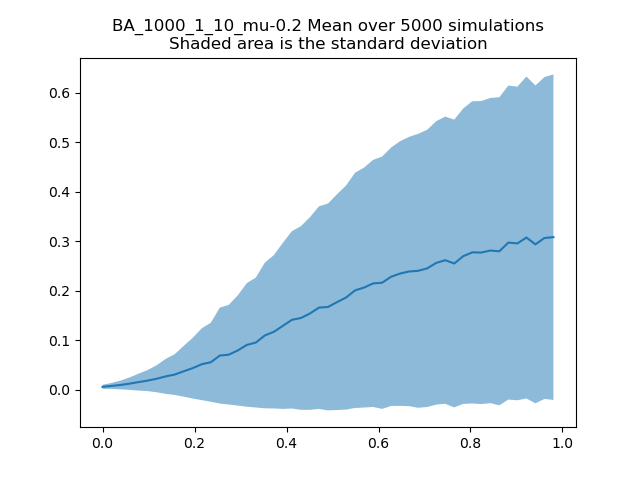 BA_1000_1_10_mu-0.2 Mean over 5000 simulations
Shaded area is the standard deviation
0.6
0.5
0.4
0.3
0.2
0.1
0.0
0.0 0.2 0.4 0.6 0.8 1.0